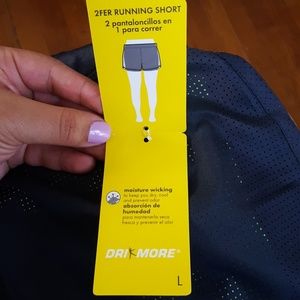 2FER RUNNING SHORT
2 pantaloncillos en
1 para correr
moisture wicking
to keep you dry, cool
and prevent odor
absorción de
humedad
para mantenerla seca
fresca y prevenir el olor
DRI MORE®
L